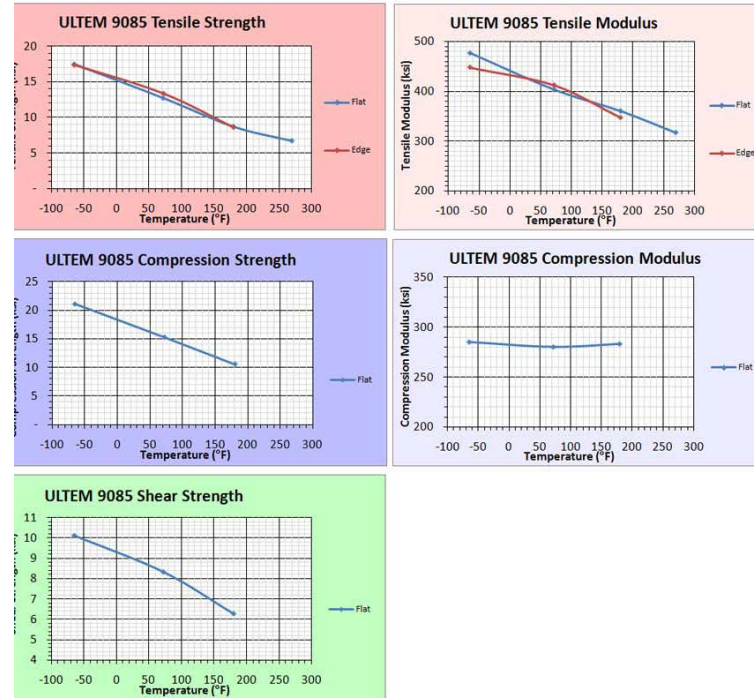 ULTEM 9085 Tensile Strength
20
15
10
5
-
-100 -50 0 50 100 150 200 250 300
Temperature (°F)
Flat
Edge
ULTEM 9085 Tensile Modulus
Tensile Modulus (ksi)
500
400
300
200
-100 -50 0 50 100 150 200 250 300
Temperature (°F)
Flat
Edge
ULTEM 9085 Compression Strength
25
20
15
10
5
-
-100 -50 0 50 100 150 200 250 300
Temperature (°F)
Flat
ULTEM 9085 Compression Modulus
Compression Modulus (ksi)
350
300
250
200
-100 -50 0 50 100 150 200 250 300
Temperature (°F)
Flat
ULTEM 9085 Shear Strength
11
10
9
8
7
6
5
4
-100 -50 0 50 100 150 200 250 300
Temperature (°F)
Flat